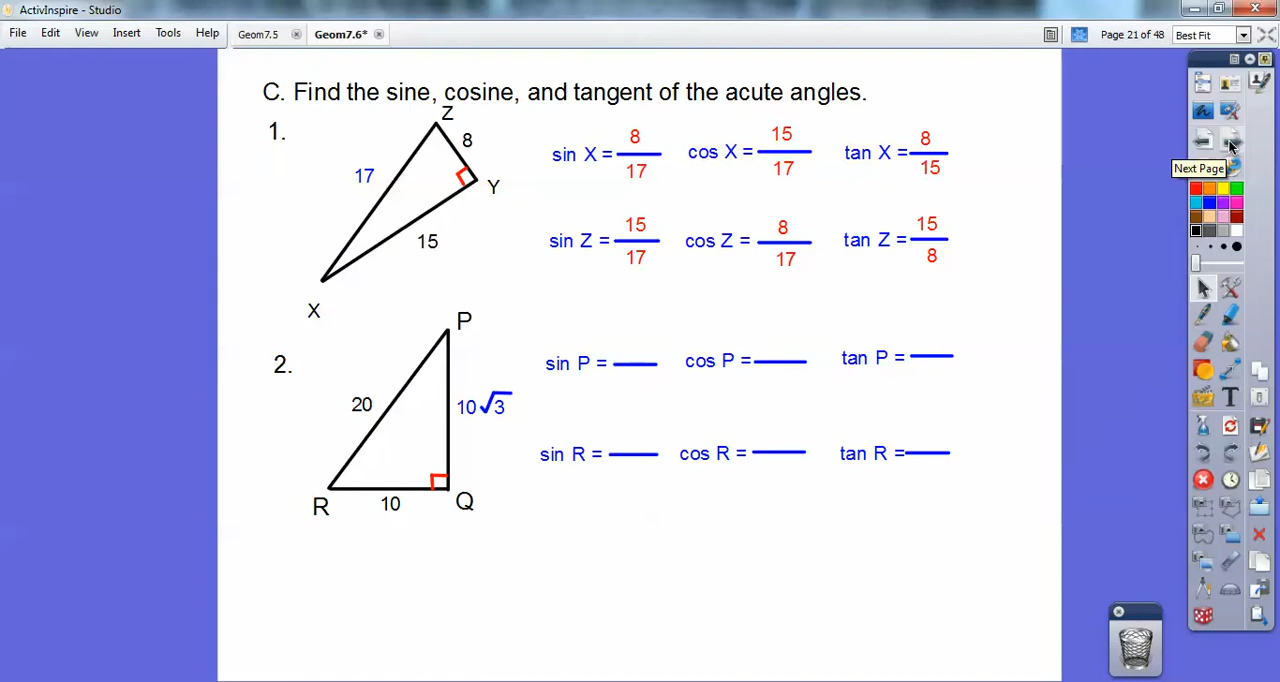 ActivInspire - Studio
File Edit View Insert Tools Help
Geom7.5 Geom7.6*
Page 21 of 48 Best Fit
Next Page
C. Find the sine, cosine, and tangent of the acute angles.
1.
Z
8
17
Y
15
X
sin X = 8/17 cos X = 15/17 tan X = 8/15
sin Z = 15/17 cos Z = 8/17 tan Z = 15/8
2.
P
20
10√3
R
10
Q
sin P = cos P = tan P =
sin R = cos R = tan R =
T